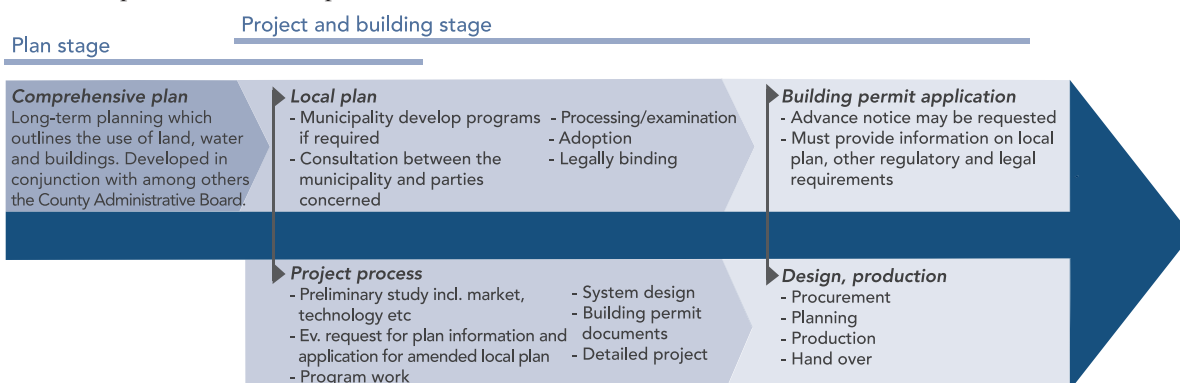 Project and building stage
Plan stage
Comprehensive plan
Long-term planning which
outlines the use of land, water
and buildings. Developed in
conjunction with among others
the County Administrative Board.
Local plan
- Municipality develop programs
if required
- Consultation between the
municipality and parties
concerned
- Processing/examination
- Adoption
- Legally binding
Building permit application
- Advance notice may be requested
- Must provide information on local
plan, other regulatory and legal
requirements
Project process
- Preliminary study incl. market,
technology etc
- Ev. request for plan information and
application for amended local plan
- Program work
- System design
- Building permit
documents
- Detailed project
Design, production
- Procurement
- Planning
- Production
- Hand over